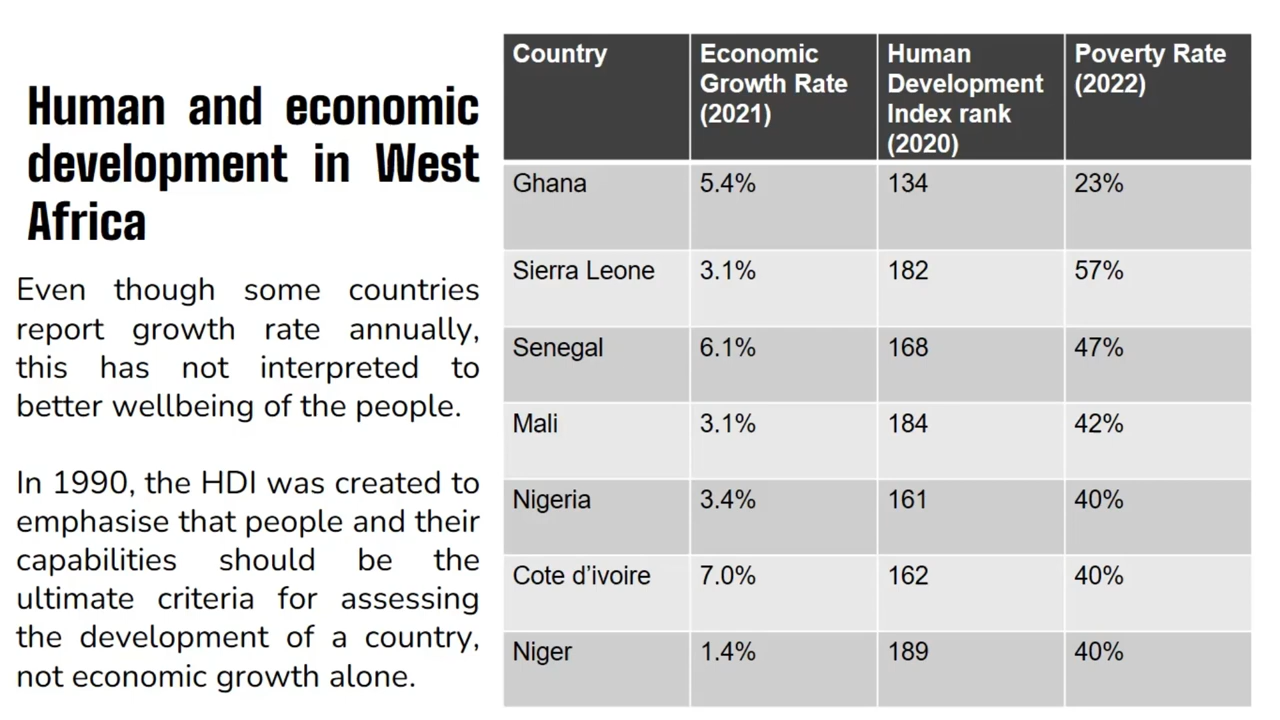 Human and economic
development in West
Africa
Even though some countries
report growth rate annually,
this has not interpreted to
better wellbeing of the people.
In 1990, the HDI was created to
emphasise that people and their
capabilities should be the
ultimate criteria for assessing
the development of a country,
not economic growth alone.
Country Economic Growth Rate (2021) Human Development Index rank (2020) Poverty Rate (2022)
Ghana 5.4% 134 23%
Sierra Leone 3.1% 182 57%
Senegal 6.1% 168 47%
Mali 3.1% 184 42%
Nigeria 3.4% 161 40%
Cote d’ivoire 7.0% 162 40%
Niger 1.4% 189 40%